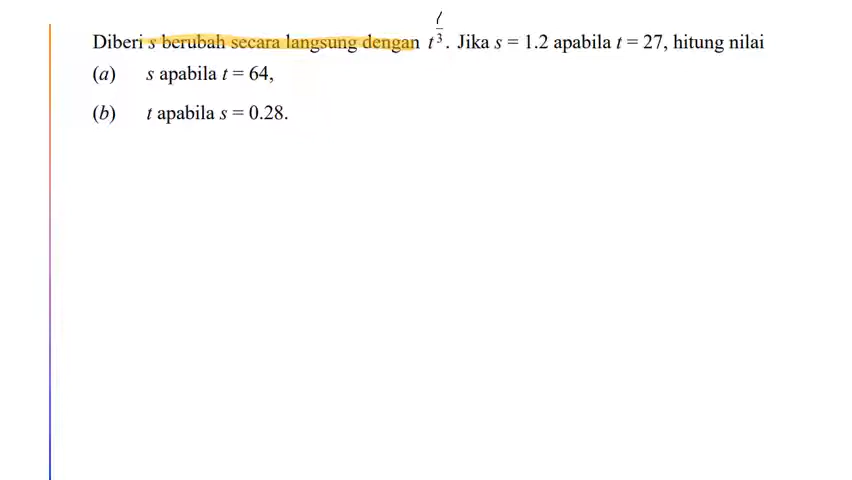 Diberi s berubah secara langsung dengan t^{1/3}. Jika s = 1.2 apabila t = 27, hitung nilai
(a) s apabila t = 64,
(b) t apabila s = 0.28.